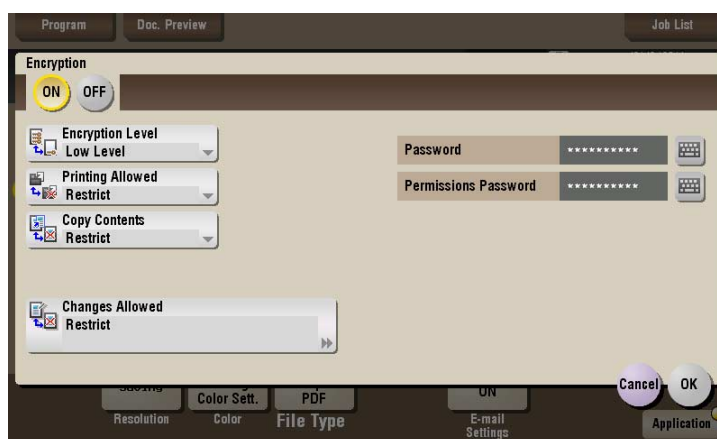 Program
Doc. Preview
Job List
Encryption
ON
OFF
Encryption Level
Low Level
Password
**********
Printing Allowed
Restrict
Permissions Password
**********
Copy Contents
Restrict
Changes Allowed
Restrict
Cancel
OK
Color Sett.
PDF
ON
Resolution
Color
File Type
E-mail
Settings
Application